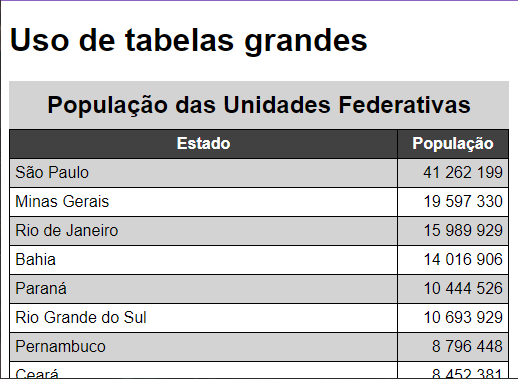 Uso de tabelas grandes
População das Unidades Federativas
Estado População
São Paulo 41 262 199
Minas Gerais 19 597 330
Rio de Janeiro 15 989 929
Bahia 14 016 906
Paraná 10 444 526
Rio Grande do Sul 10 693 929
Pernambuco 8 796 448
Ceará 8 452 381